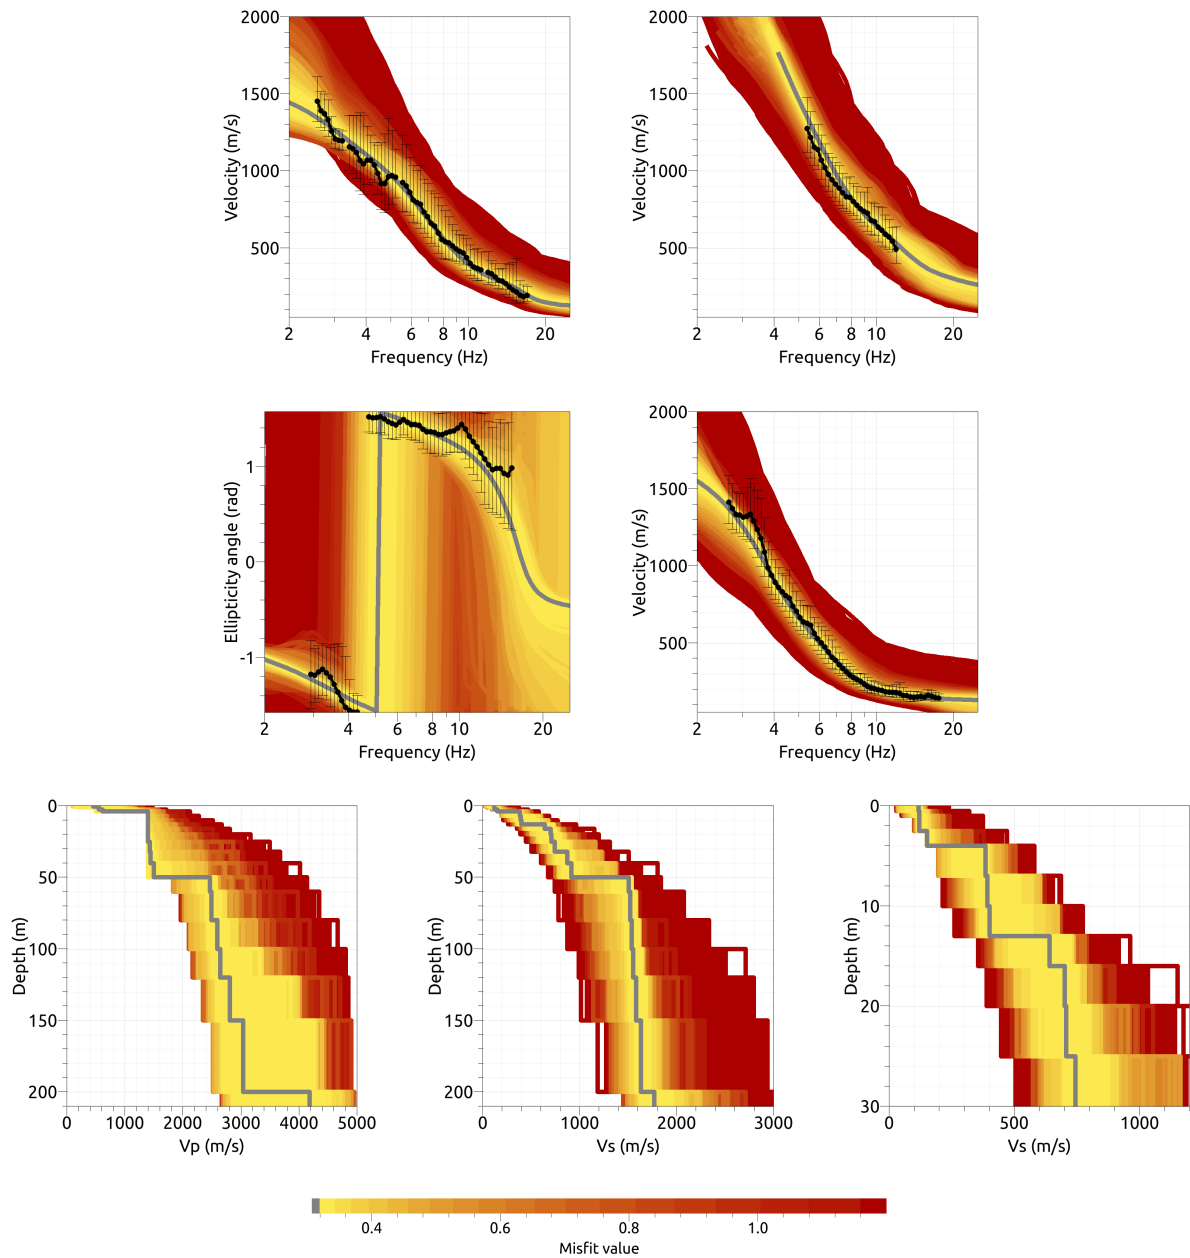 2000
1500
1000
500
Velocity (m/s)
2 4 6 8 10 20
Frequency (Hz)
2000
1500
1000
500
Velocity (m/s)
2 4 6 8 10 20
Frequency (Hz)
1
0
-1
Ellipticity angle (rad)
2 4 6 8 10 20
Frequency (Hz)
2000
1500
1000
500
Velocity (m/s)
2 4 6 8 10 20
Frequency (Hz)
0
50
100
150
200
Depth (m)
0 1000 2000 3000 4000 5000
Vp (m/s)
0
50
100
150
200
Depth (m)
0 1000 2000 3000
Vs (m/s)
0
10
20
30
Depth (m)
0 500 1000
Vs (m/s)
0.4 0.6 0.8 1.0
Misfit value